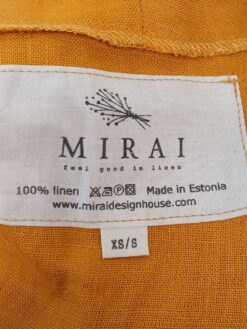 MIRAI
feel good in linen
100% linen Made in Estonia
www.miraidesignhouse.com
XS/S